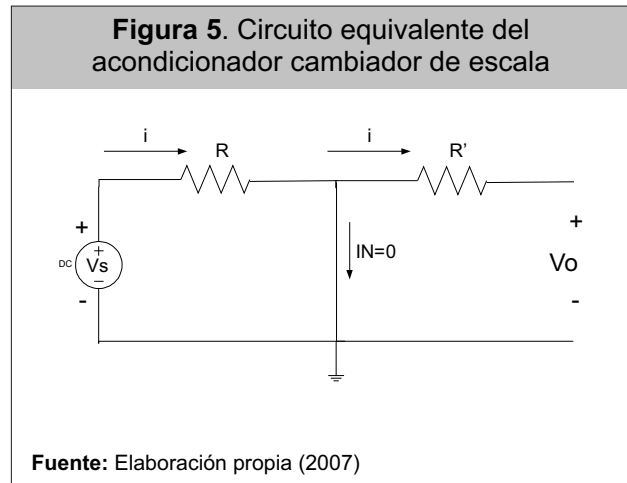 Figura 5. Circuito equivalente del
acondicionador cambiador de escala
i
R
i
R’
+
DC
+
Vs
−
-
IN=0
+
Vo
-
Fuente: Elaboración propia (2007)